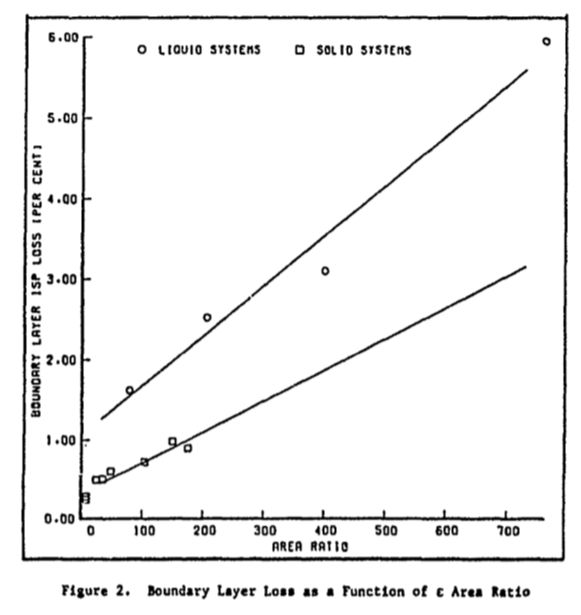 6.00
LIQUID SYSTEMS
SOLID SYSTEMS
5.00
4.00
3.00
2.00
1.00
0.00
BOUNDARY LAYER ISP LOSS (PER CENT)
0 100 200 300 400 500 600 700
AREA RATIO
Figure 2. Boundary Layer Loss as a Function of ε Area Ratio